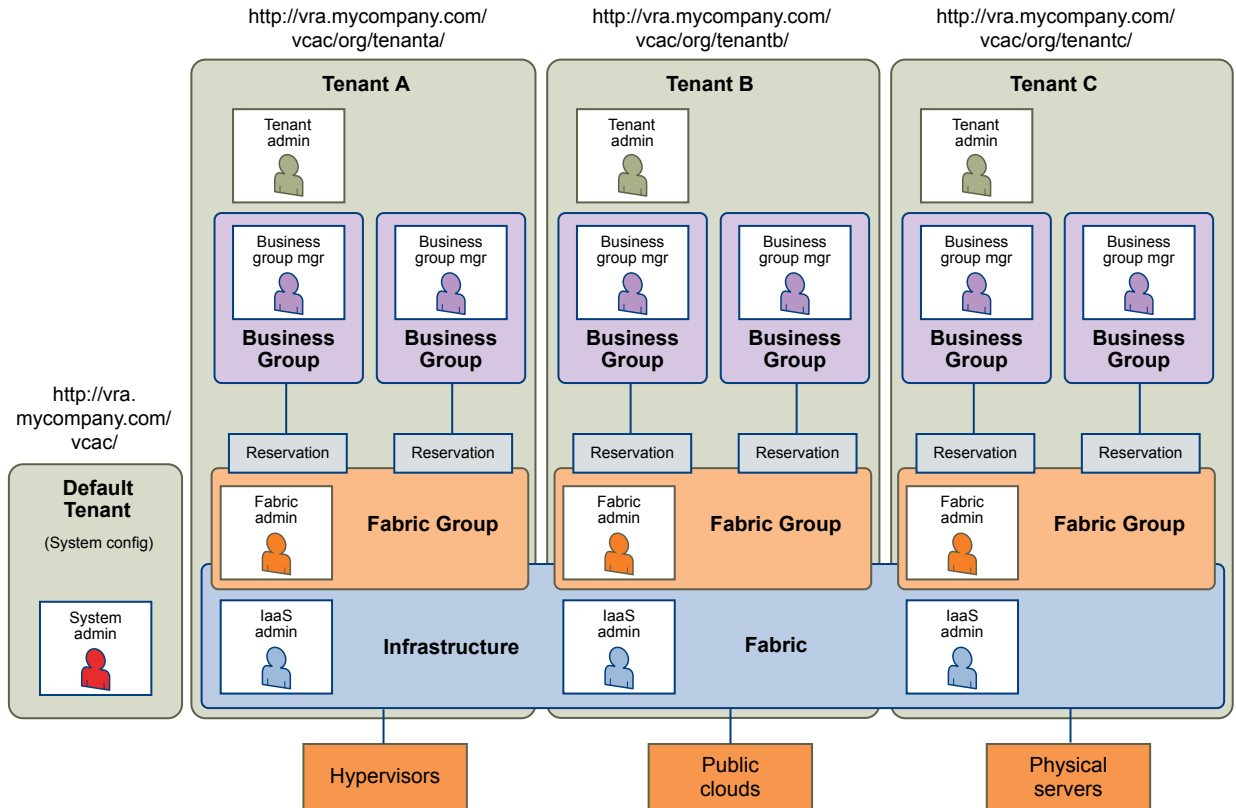 http://vra.mycompany.com/
vcac/org/tenanta/
http://vra.mycompany.com/
vcac/org/tenantb/
http://vra.mycompany.com/
vcac/org/tenantc/
Tenant A
Tenant B
Tenant C
Tenant
admin
Tenant
admin
Tenant
admin
Business
group mgr
Business
group mgr
Business
group mgr
Business
group mgr
Business
group mgr
Business
group mgr
Business
Group
Business
Group
Business
Group
Business
Group
Business
Group
Business
Group
http://vra.
mycompany.com/
vcac/
Reservation
Reservation
Reservation
Reservation
Reservation
Reservation
Default
Tenant
(System config)
System
admin
Fabric
admin
Fabric Group
Fabric
admin
Fabric Group
Fabric
admin
Fabric Group
IaaS
admin
Infrastructure
IaaS
admin
Fabric
IaaS
admin
Hypervisors
Public
clouds
Physical
servers